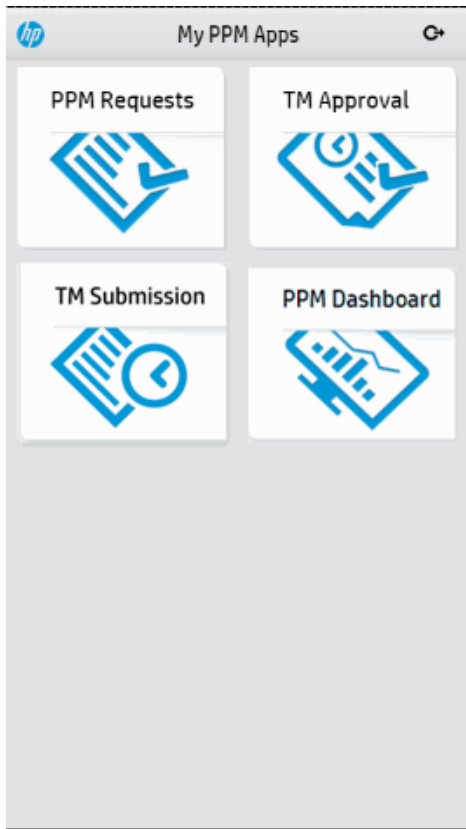 hp
My PPM Apps
PPM Requests
TM Approval
TM Submission
PPM Dashboard